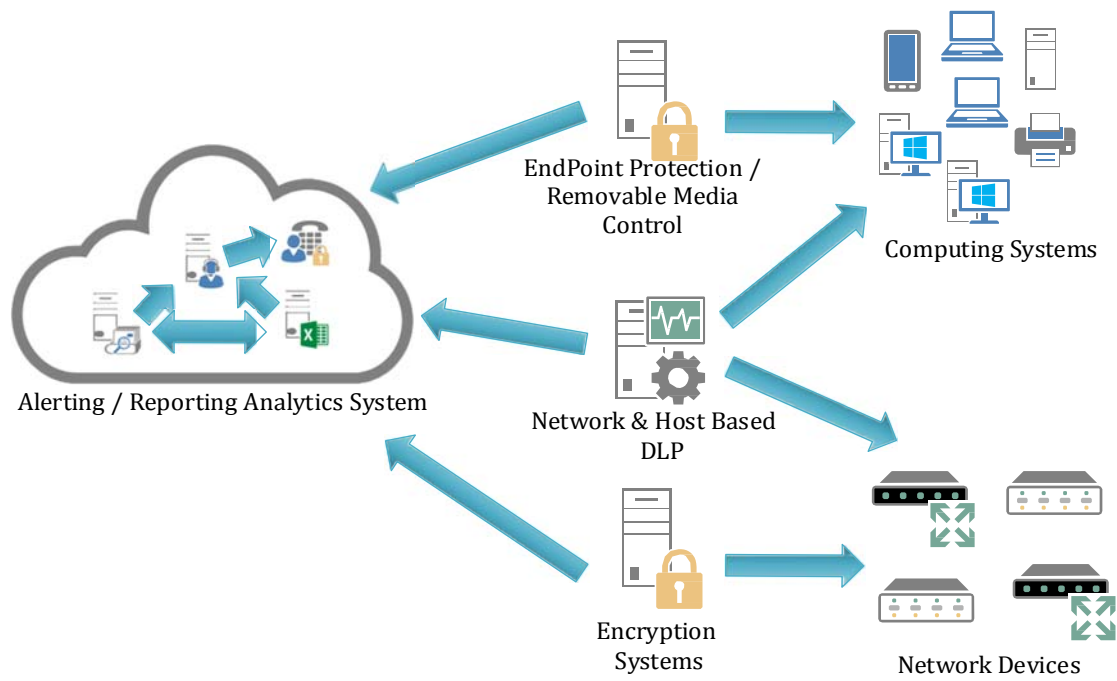 EndPoint Protection /
Removable Media
Control
Computing Systems
Alerting / Reporting Analytics System
Network & Host Based
DLP
Encryption
Systems
Network Devices